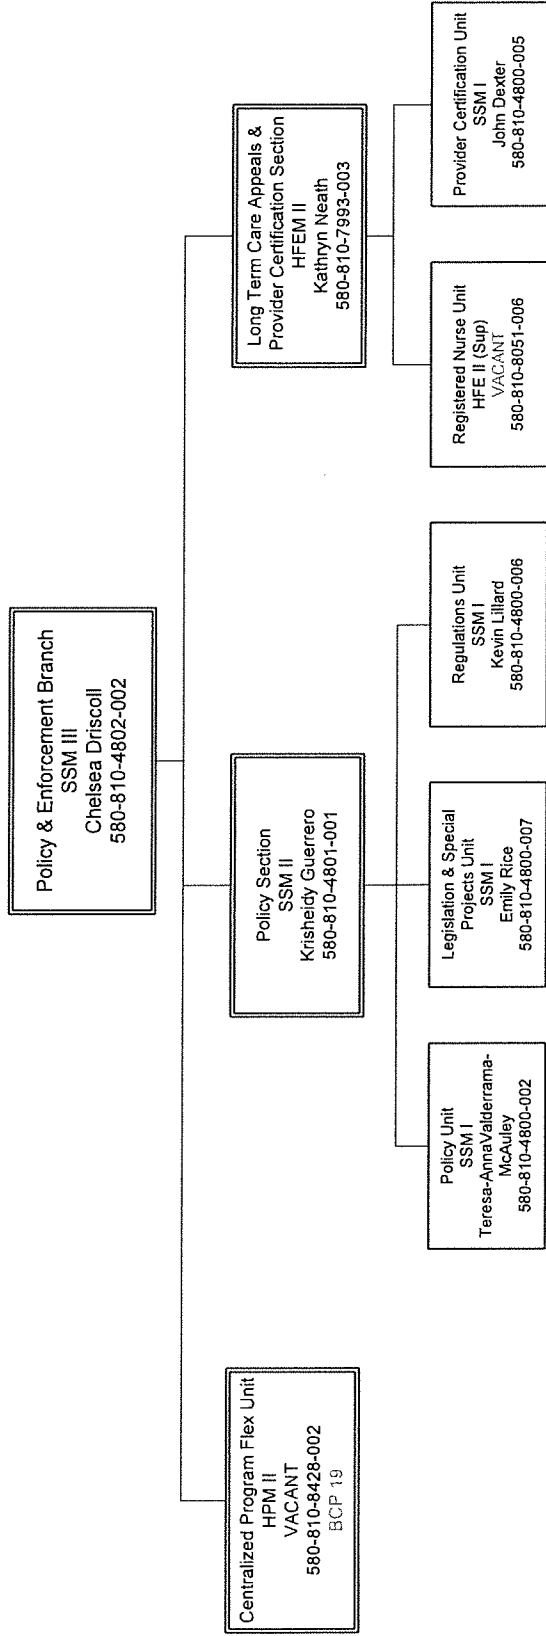 Policy & Enforcement Branch
SSM III
Chelsea Driscoll
580-810-4802-002
Centralized Program Flex Unit
HPM II
VACANT
580-810-8428-002
BCP 19
Policy Section
SSM II
Krisheidy Guerrero
580-810-4801-001
Long Term Care Appeals &
Provider Certification Section
HFEM II
Kathryn Neath
580-810-7993-003
Policy Unit
SSM I
Teresa-AnnaValderrama-
McAuley
580-810-4800-002
Legislation & Special
Projects Unit
SSM I
Emily Rice
580-810-4800-007
Regulations Unit
SSM I
Kevin Lillard
580-810-4800-006
Registered Nurse Unit
HFE II (Sup)
VACANT
580-810-8051-006
Provider Certification Unit
SSM I
John Dexter
580-810-4800-005